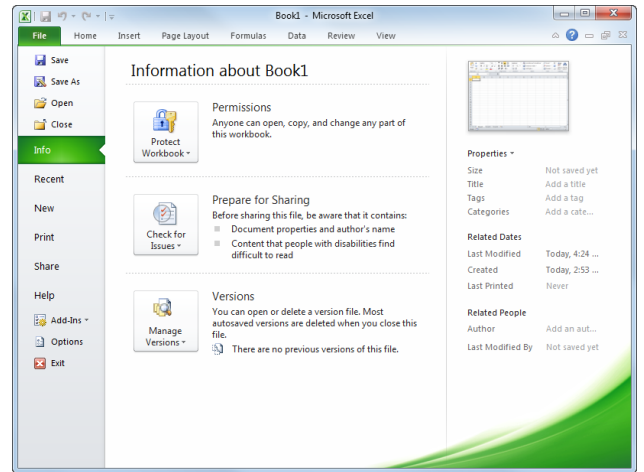 Book1 - Microsoft Excel
File Home Insert Page Layout Formulas Data Review View
Save
Save As
Open
Close
Info
Recent
New
Print
Share
Help
Add-Ins
Options
Exit
Information about Book1
Protect
Workbook
Permissions
Anyone can open, copy, and change any part of
this workbook.
Check for
Issues
Prepare for Sharing
Before sharing this file, be aware that it contains:
Document properties and author's name
Content that people with disabilities find
difficult to read
Manage
Versions
Versions
You can open or delete a version file. Most
autosaved versions are deleted when you close this
file.
There are no previous versions of this file.
Properties
Size Not saved yet
Title Add a title
Tags Add a tag
Categories Add a cate...
Related Dates
Last Modified Today, 4:24 ...
Created Today, 2:53 ...
Last Printed Never
Related People
Author Add an aut...
Last Modified By Not saved yet